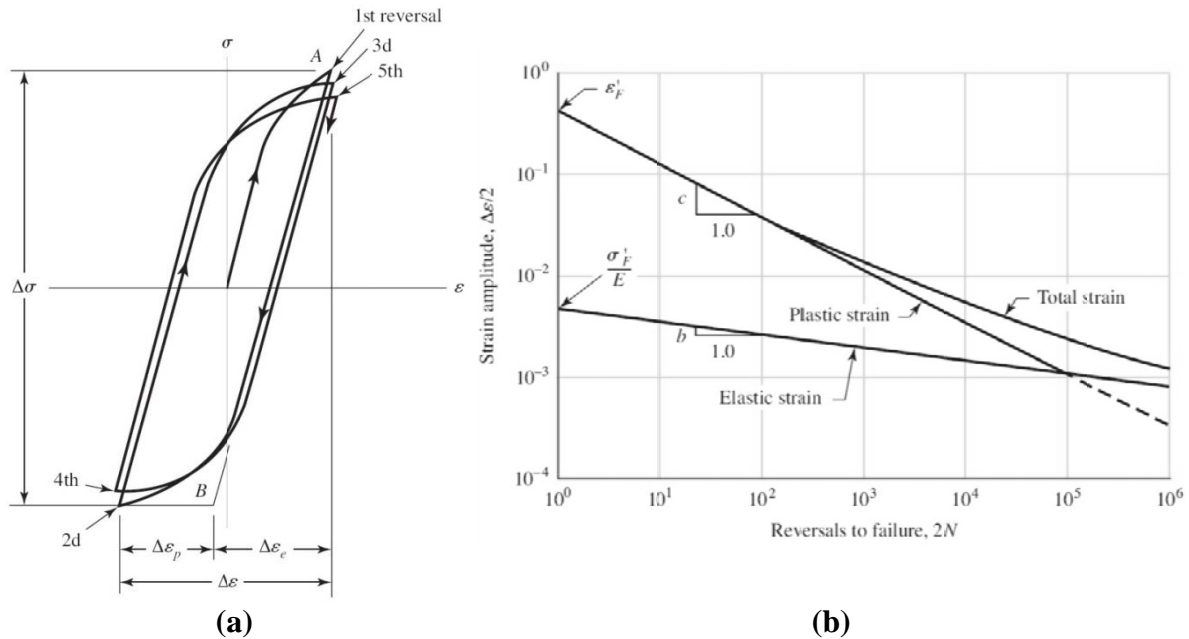 1st reversal
σ
A
3d
5th
Δσ
ε
4th
B
2d
Δε_p
Δε_e
Δε
(a)
10^0
ε'_F
10^-1
c
1.0
10^-2
σ'_F
E
Total strain
Plastic strain
b
1.0
10^-3
Elastic strain
10^-4
Strain amplitude, Δε/2
10^0 10^1 10^2 10^3 10^4 10^5 10^6
Reversals to failure, 2N
(b)